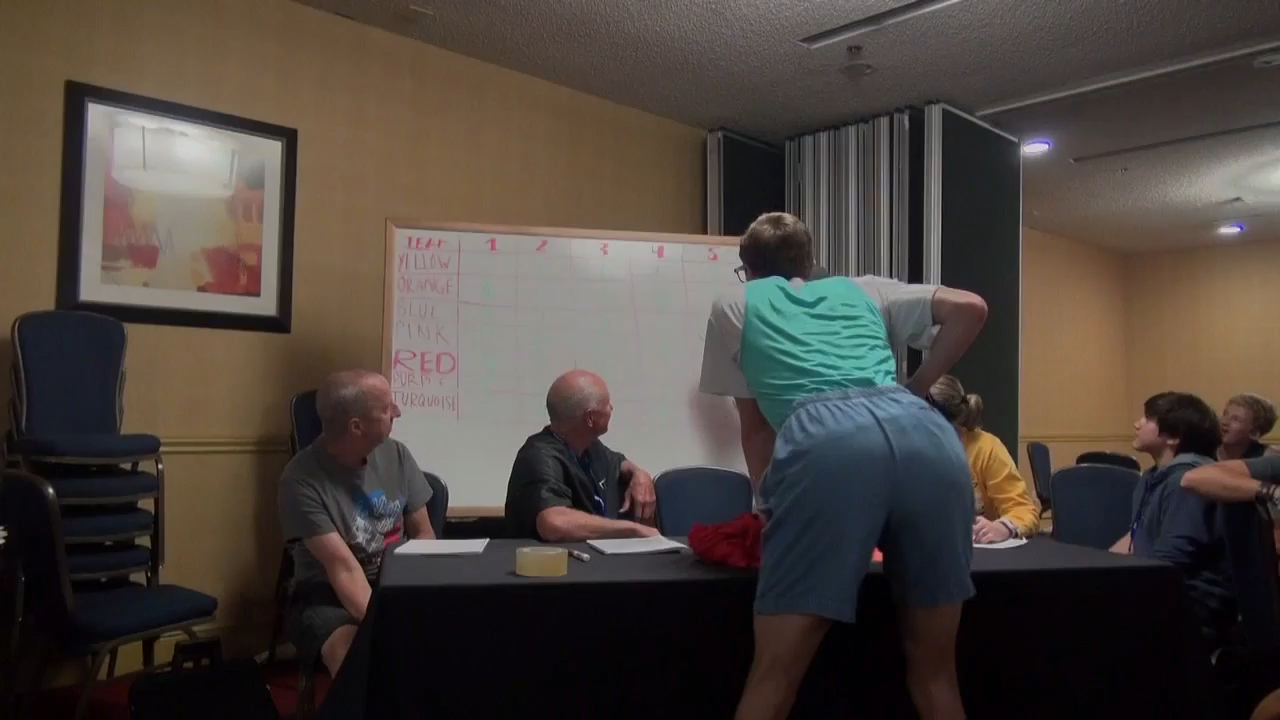 TEAM 1 2 3 4 5
YELLOW
ORANGE
BLUE
PINK
RED
PURPLE
TURQUOISE